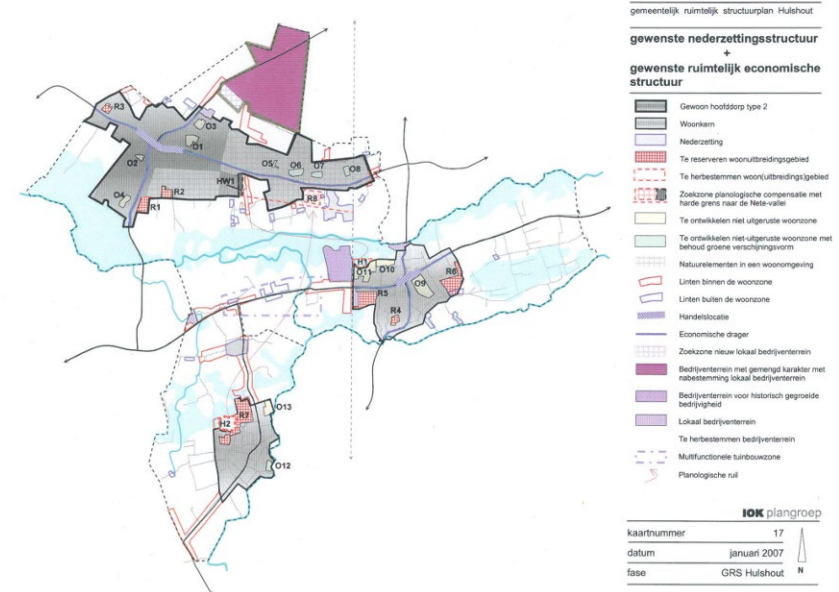 gemeentelijk ruimtelijk structuurplan Hulshout
gewenste nederzettingsstructuur
+
gewenste ruimtelijk economische
structuur
Gewoon hoofddorp type 2
Woonkern
Nederzetting
Te reserveren woonuitbreidingsgebied
Te herbestemmen woon(uitbreidings)gebied
Zoekzone planologische compensatie met
harde grens naar de Nete-vallei
Te ontwikkelen niet uitgeruste woonzone
Te ontwikkelen niet-uitgeruste woonzone met
behoud groene verschijningsvorm
Natuurelementen in een woonomgeving
Linten binnen de woonzone
Linten buiten de woonzone
Handelslocatie
Economische drager
Zoekzone nieuw lokaal bedrijventerrein
Bedrijventerrein met gemengd karakter met
nabestemming lokaal bedrijventerrein
Bedrijventerrein voor historisch gegroeide
bedrijvigheid
Lokaal bedrijventerrein
Te herbestemmen bedrijventerrein
Multifunctionele tuinbouwzone
Planologische ruil
IOK plangroep
kaartnummer 17
datum januari 2007
fase GRS Hulshout
N
R3
O3
O1
O2
O5
O6
O7
O8
HW1
O4
R2
R1
R8
H1
O11
O10
R6
O9
R5
R4
O13
R7
H2
O12